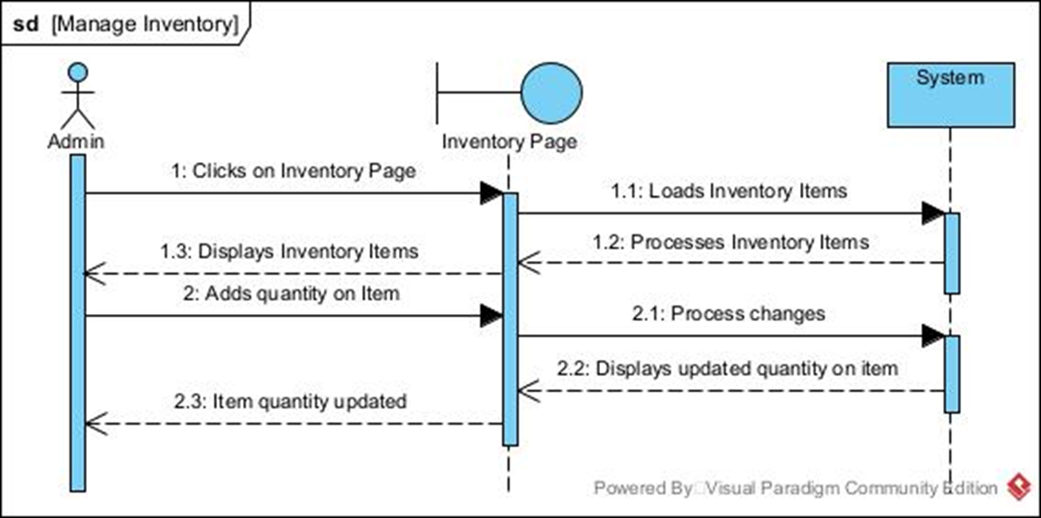 sd [Manage Inventory]
System
Admin
Inventory Page
1: Clicks on Inventory Page
1.1: Loads Inventory Items
1.2: Processes Inventory Items
1.3: Displays Inventory Items
2: Adds quantity on Item
2.1: Process changes
2.2: Displays updated quantity on item
2.3: Item quantity updated
Powered By Visual Paradigm Community Edition